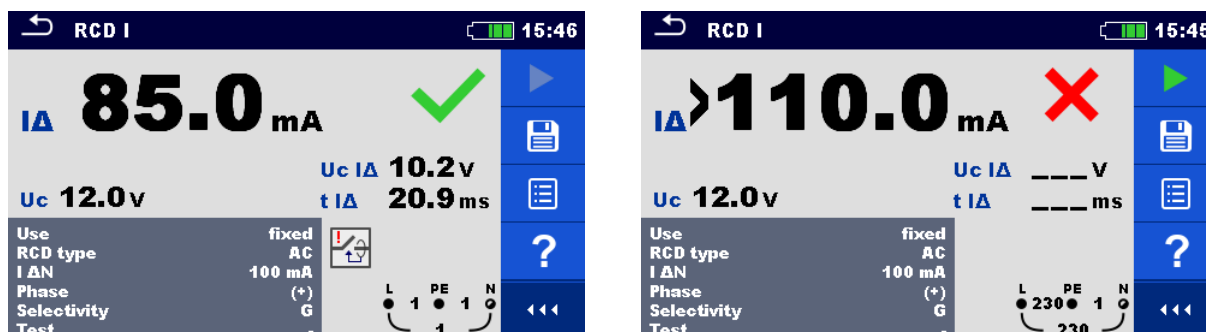 RCD I 15:46
IΔ 85.0 mA
Uc IΔ 10.2 V
Uc 12.0 V t IΔ 20.9 ms
Use fixed
RCD type AC
I ΔN 100 mA
Phase (+)
Selectivity G
Test -
L PE N
1 1
1
?
RCD I 15:45
IΔ >110.0 mA
Uc IΔ ___ V
Uc 12.0 V t IΔ ___ ms
Use fixed
RCD type AC
I ΔN 100 mA
Phase (+)
Selectivity G
Test -
L PE N
230 1
230
?